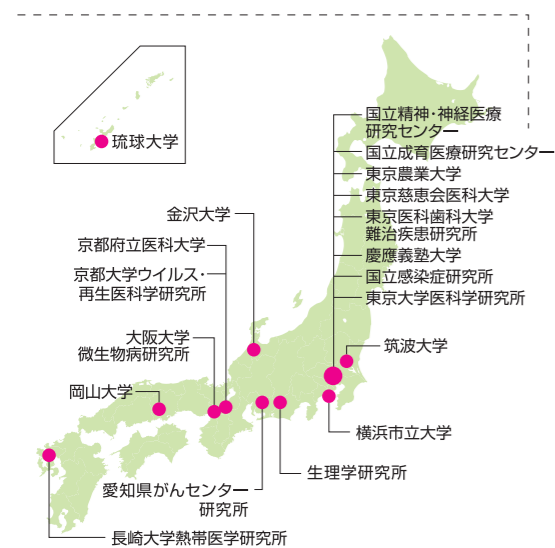 琉球大学
国立精神・神経医療
研究センター
国立成育医療研究センター
東京農業大学
東京慈恵会医科大学
東京医科歯科大学
難治疾患研究所
慶應義塾大学
国立感染症研究所
東京大学医科学研究所
金沢大学
京都府立医科大学
京都大学ウイルス・
再生医科学研究所
大阪大学
微生物病研究所
岡山大学
筑波大学
横浜市立大学
生理学研究所
愛知県がんセンター
研究所
長崎大学熱帯医学研究所